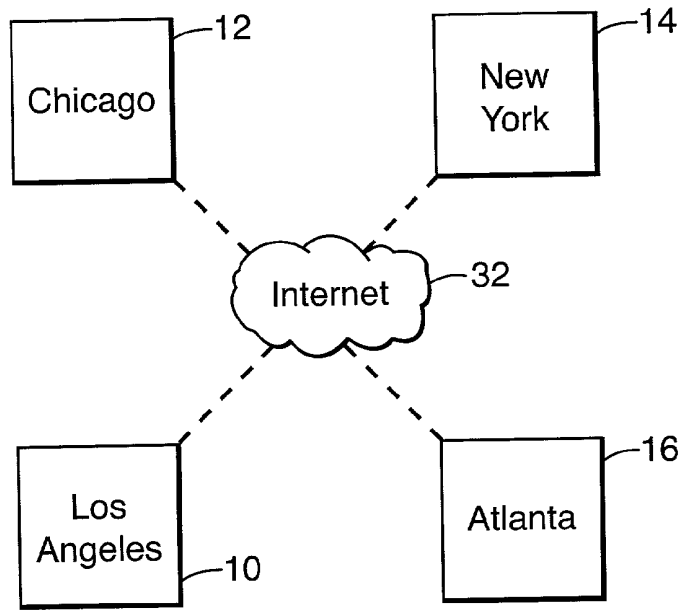 12
Chicago
14
New
York
Internet
32
Los
Angeles
10
16
Atlanta